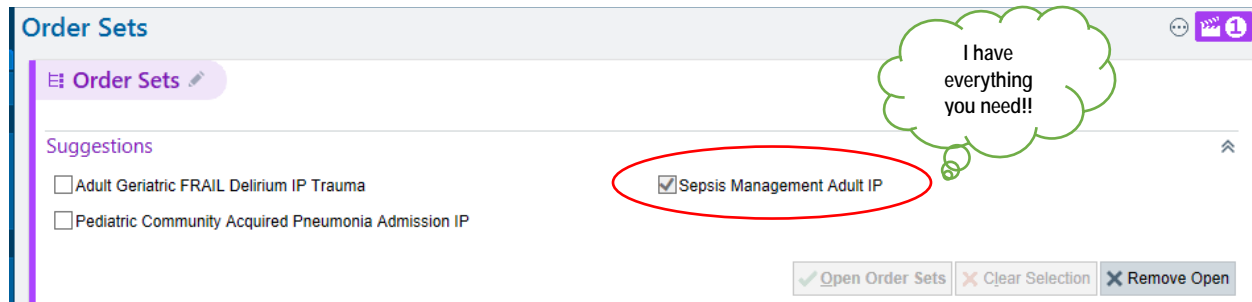 Order Sets
1
I have
everything
you need!!
Order Sets
Suggestions
Adult Geriatric FRAIL Delirium IP Trauma
Sepsis Management Adult IP
Pediatric Community Acquired Pneumonia Admission IP
Open Order Sets
Clear Selection
Remove Open